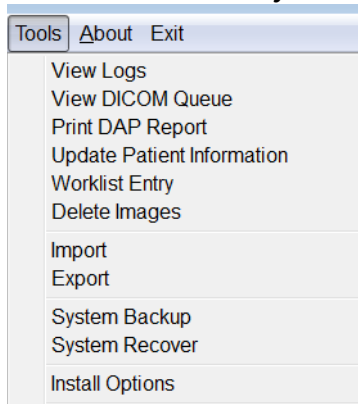 Tools About Exit
View Logs
View DICOM Queue
Print DAP Report
Update Patient Information
Worklist Entry
Delete Images
Import
Export
System Backup
System Recover
Install Options